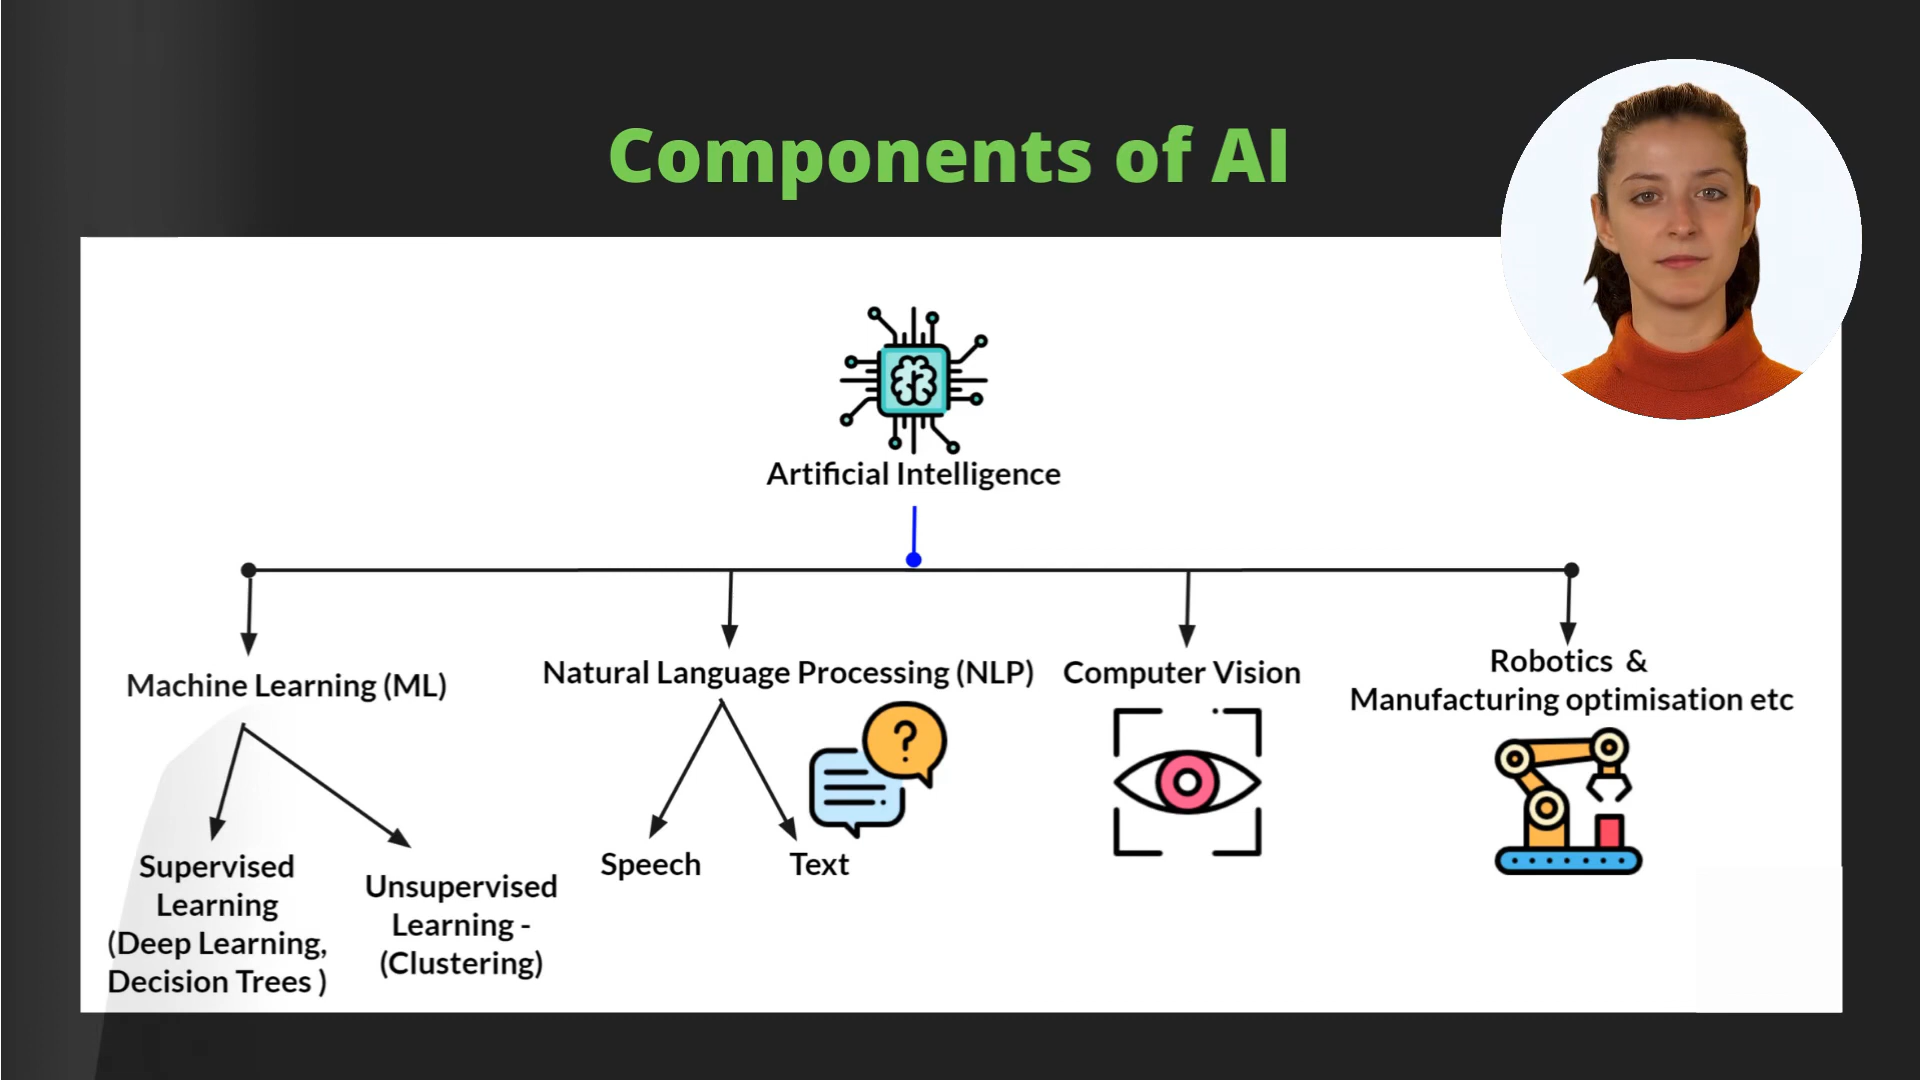 Components of AI
Artificial Intelligence
Machine Learning (ML)
Natural Language Processing (NLP)
Computer Vision
Robotics &
Manufacturing optimisation etc
Supervised
Learning
(Deep Learning,
Decision Trees )
Unsupervised
Learning -
(Clustering)
Speech
Text
?